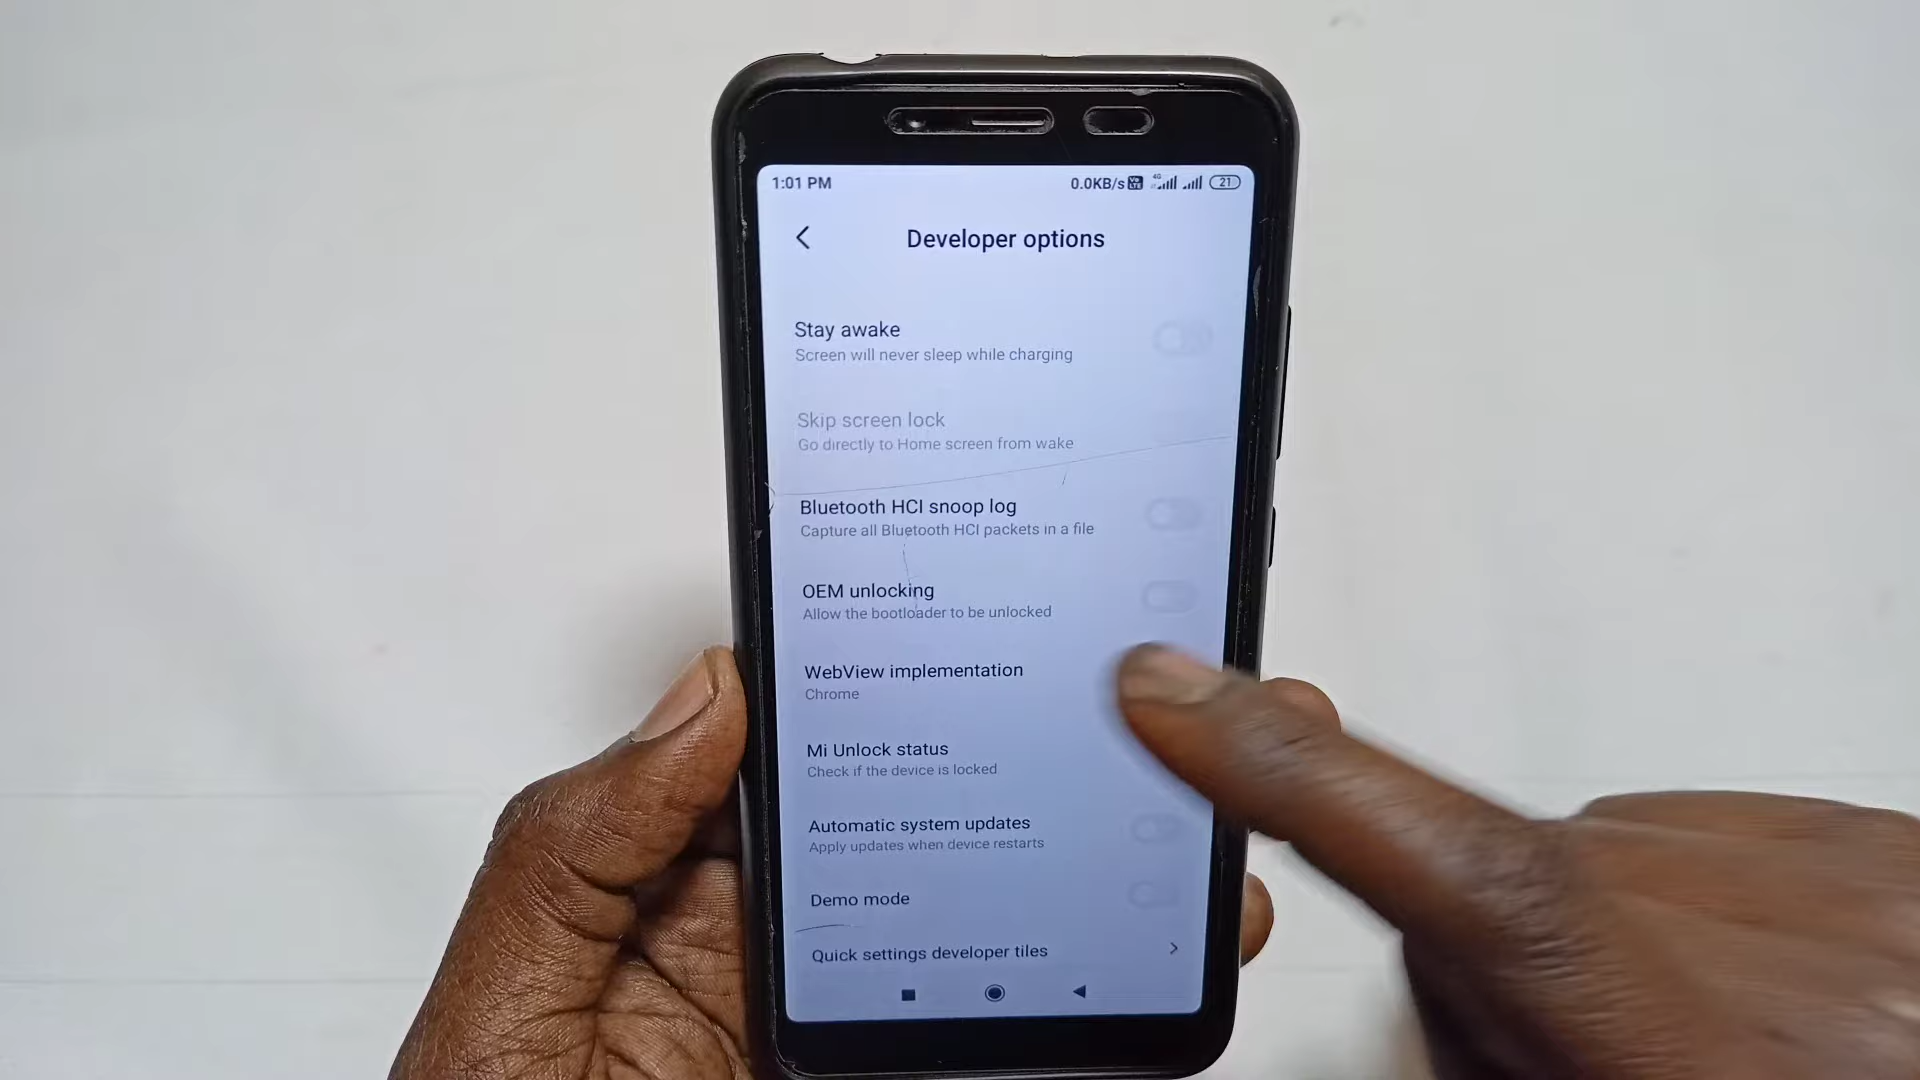 1:01 PM 0.0KB/s Vo LTE 4G 21
Developer options
Stay awake
Screen will never sleep while charging
Skip screen lock
Go directly to Home screen from wake
Bluetooth HCI snoop log
Capture all Bluetooth HCI packets in a file
OEM unlocking
Allow the bootloader to be unlocked
WebView implementation
Chrome
Mi Unlock status
Check if the device is locked
Automatic system updates
Apply updates when device restarts
Demo mode
Quick settings developer tiles